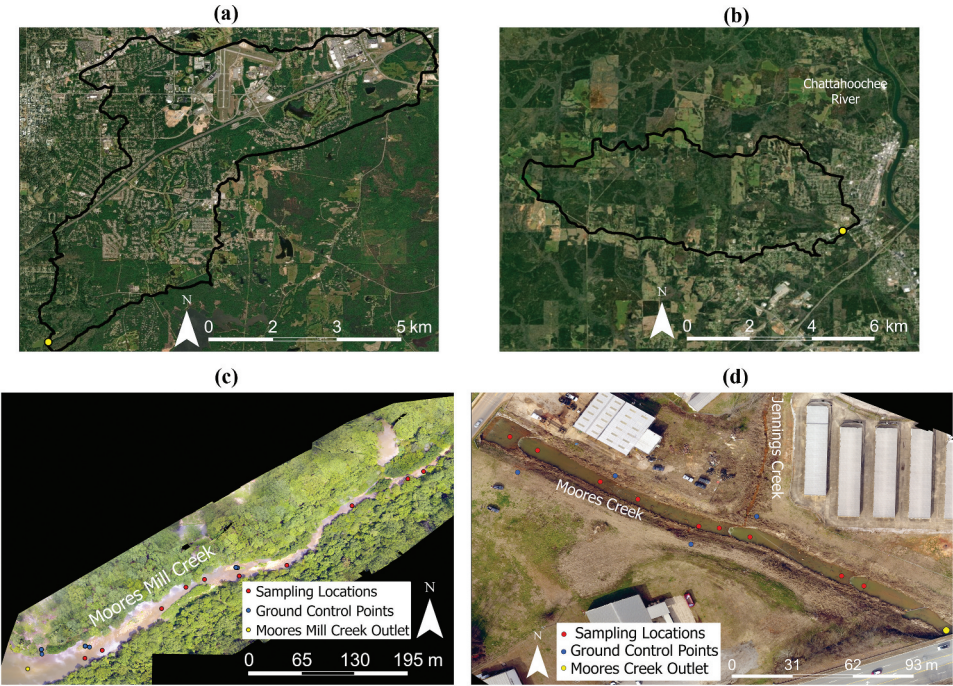 (a)
(b)
Chattahoochee
River
N
0 1 2 3 4 5 km
N
0 2 4 6 km
(c)
(d)
Moores Mill Creek
Sampling Locations
Ground Control Points
Moores Mill Creek Outlet
N
0 65 130 195 m
Jennings Creek
Moores Creek
N
Sampling Locations
Ground Control Points
Moores Creek Outlet
0 31 62 93 m